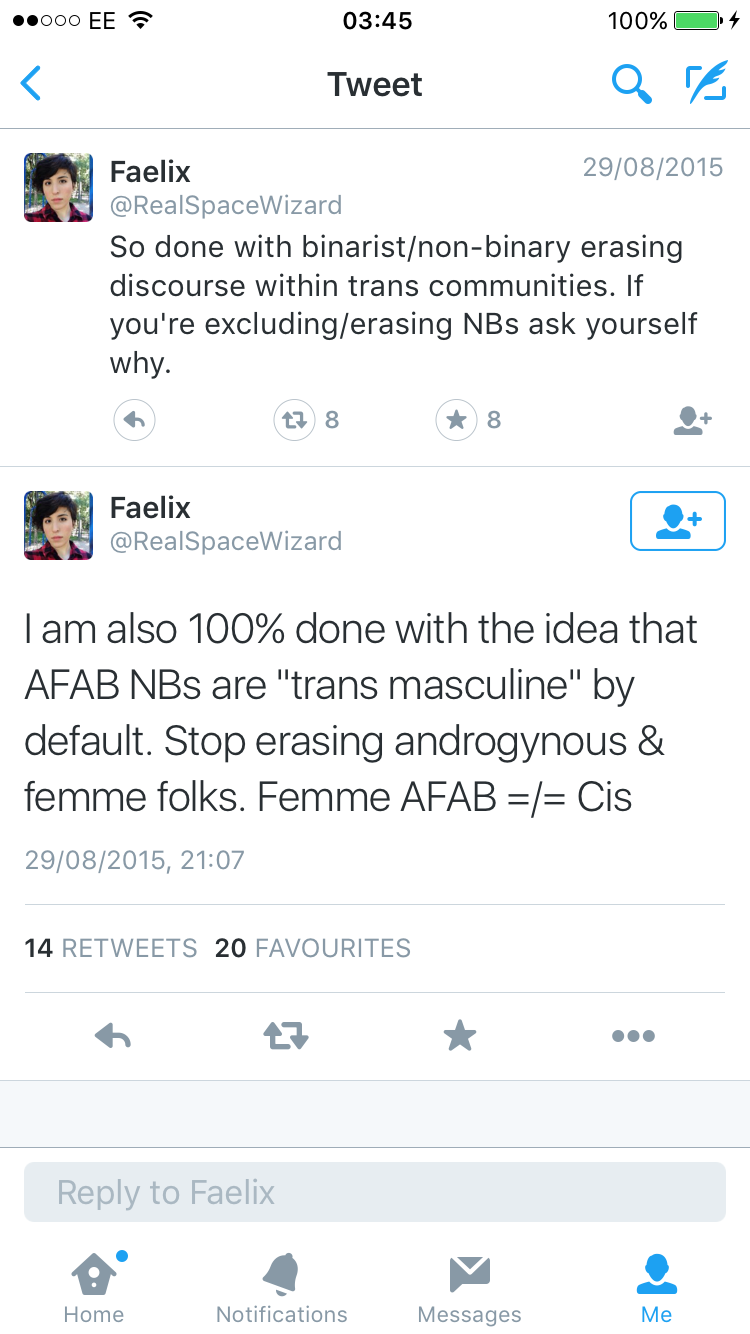 EE 03:45 100%
Tweet
Faelix 29/08/2015
@RealSpaceWizard
So done with binarist/non-binary erasing
discourse within trans communities. If
you're excluding/erasing NBs ask yourself
why.
8 8
Faelix
@RealSpaceWizard
I am also 100% done with the idea that
AFAB NBs are "trans masculine" by
default. Stop erasing androgynous &
femme folks. Femme AFAB =/= Cis
29/08/2015, 21:07
14 RETWEETS 20 FAVOURITES
Reply to Faelix
Home Notifications Messages Me